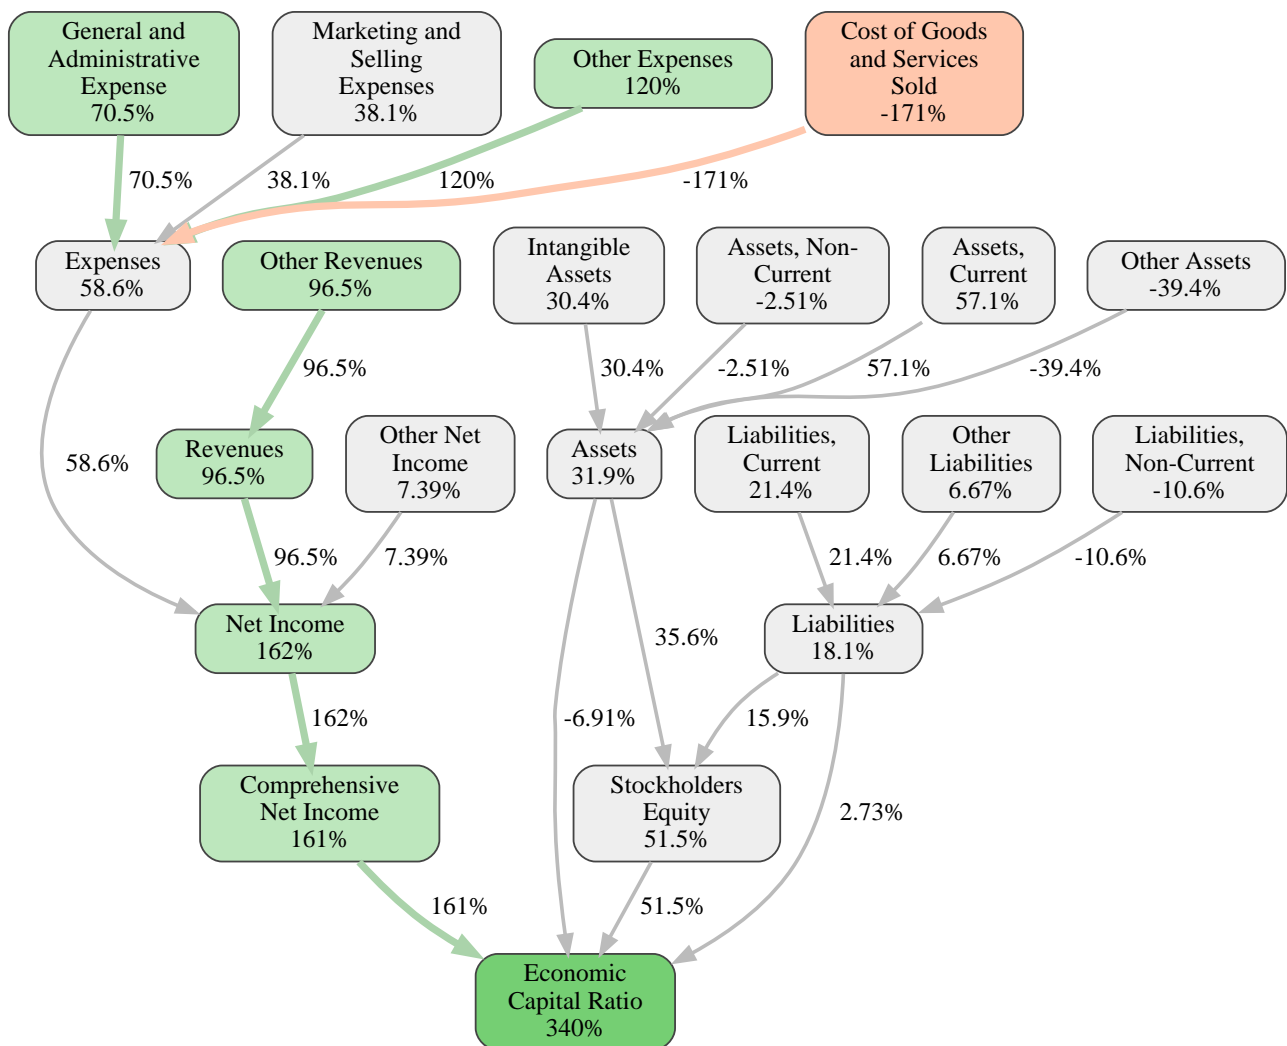 General and
Administrative
Expense
70.5%
Marketing and
Selling
Expenses
38.1%
Other Expenses
120%
Cost of Goods
and Services
Sold
-171%
70.5%
38.1%
120%
-171%
Expenses
58.6%
Other Revenues
96.5%
Intangible
Assets
30.4%
Assets, Non-
Current
-2.51%
Assets,
Current
57.1%
Other Assets
-39.4%
96.5%
30.4%
-2.51%
57.1%
-39.4%
58.6%
Revenues
96.5%
Other Net
Income
7.39%
Assets
31.9%
Liabilities,
Current
21.4%
Other
Liabilities
6.67%
Liabilities,
Non-Current
-10.6%
96.5%
7.39%
21.4%
6.67%
-10.6%
Net Income
162%
35.6%
Liabilities
18.1%
162%
-6.91%
15.9%
Comprehensive
Net Income
161%
Stockholders
Equity
51.5%
2.73%
161%
51.5%
Economic
Capital Ratio
340%